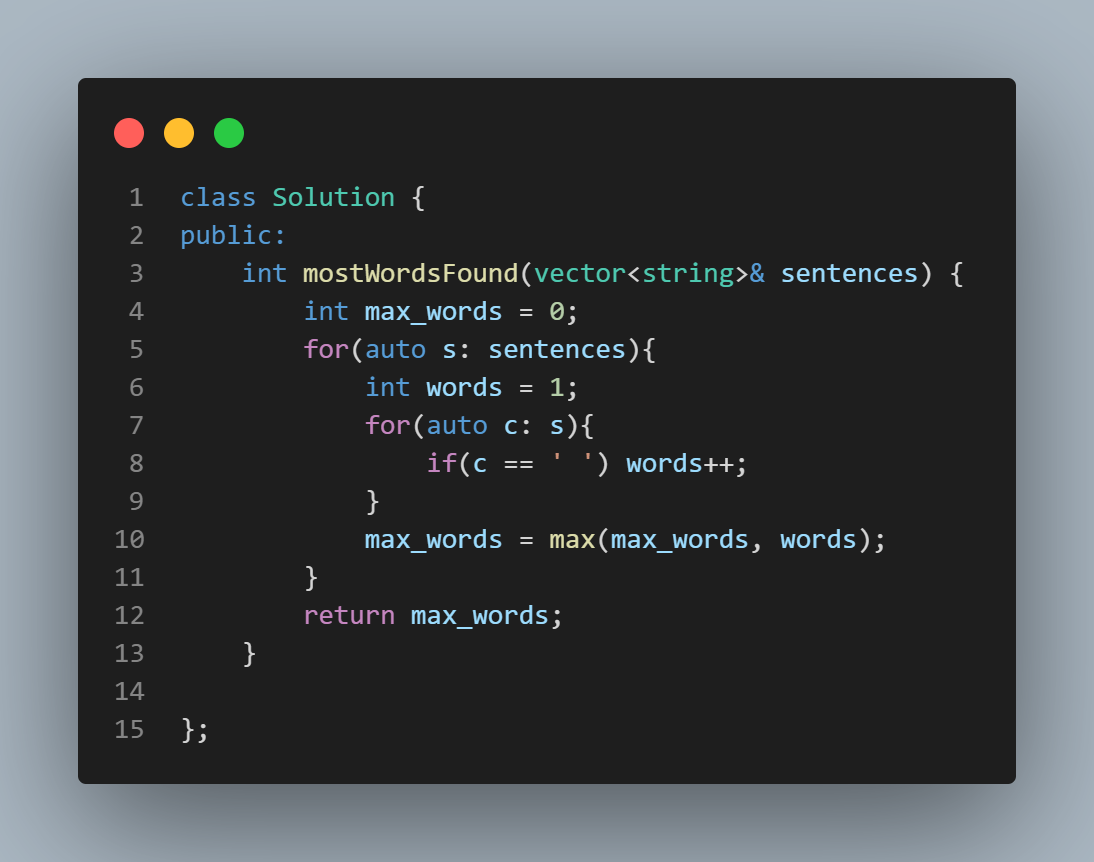 1 class Solution {
2 public:
3     int mostWordsFound(vector<string>& sentences) {
4         int max_words = 0;
5         for(auto s: sentences){
6             int words = 1;
7             for(auto c: s){
8                 if(c == ' ') words++;
9             }
10             max_words = max(max_words, words);
11         }
12         return max_words;
13     }
14
15 };